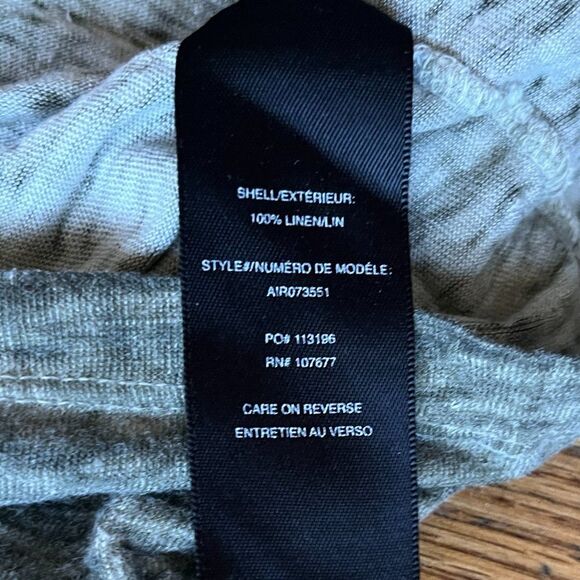 SHELL/EXTÉRIEUR:
100% LINEN/LIN
STYLE#/NUMÉRO DE MODÉLE:
AIR073551
PO# 113196
RN# 107677
CARE ON REVERSE
ENTRETIEN AU VERSO